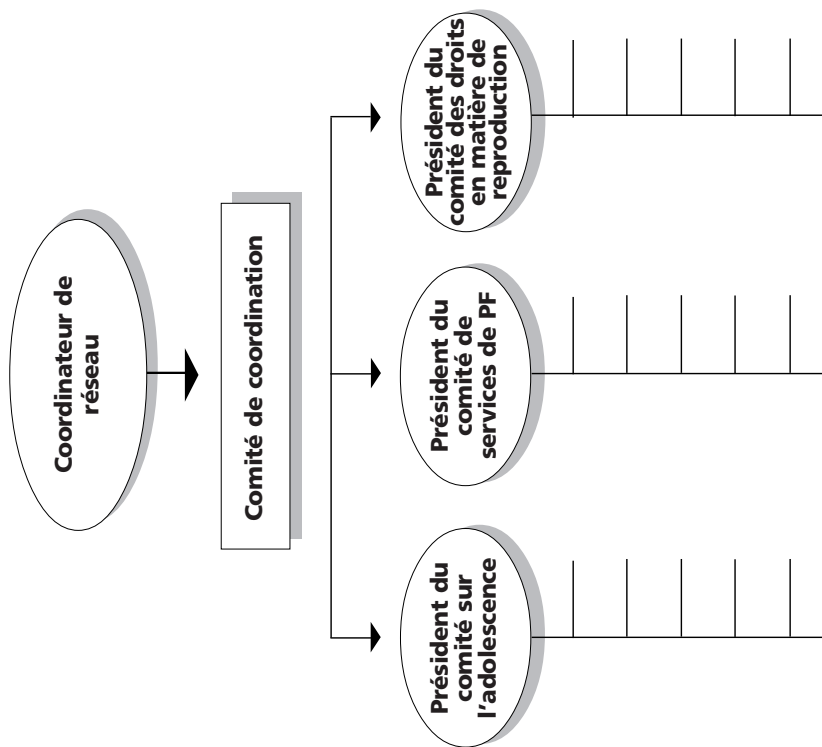 Coordinateur de
réseau
Comité de coordination
Président du
comité sur
l'adolescence
Président du
comité de
services de PF
Président du
comité des droits
en matière de
reproduction